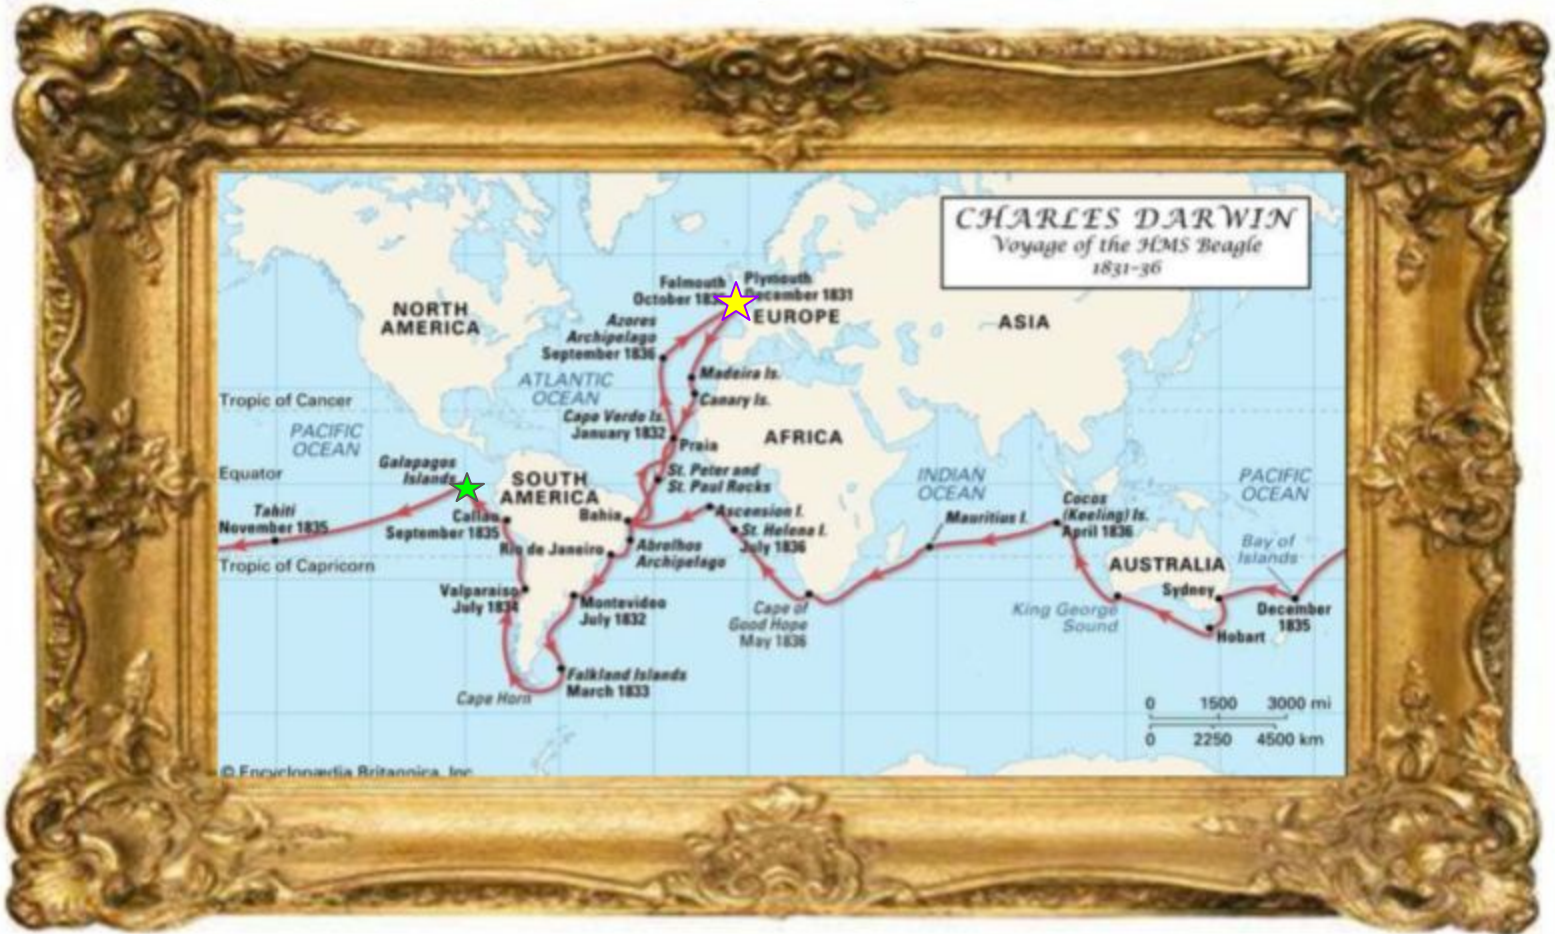 CHARLES DARWIN
Voyage of the HMS Beagle
1831-36
NORTH
AMERICA
Falmouth
October
Plymouth
December 1831
EUROPE
ASIA
Azores
Archipelago
September 1836
ATLANTIC
OCEAN
Madeira Is.
Canary Is.
Tropic of Cancer
Cape Verde Is.
January 1832
Praia
AFRICA
PACIFIC
OCEAN
Equator
Galapagos
Islands
SOUTH
AMERICA
St. Peter and
St. Paul Rocks
INDIAN
OCEAN
PACIFIC
OCEAN
Tahiti
November 1835
Callao
September 1835
Bahia
Ascension I.
St. Helena I.
July 1836
Mauritius I.
Cocos
(Keeling) Is.
April 1836
Rio de Janeiro
Abrolhos
Archipelago
Bay of
Islands
Tropic of Capricorn
AUSTRALIA
Valparaiso
July 1834
Montevideo
July 1832
Cape of
Good Hope
May 1836
King George
Sound
Sydney
December
1835
Hobart
Falkland Islands
March 1833
Cape Horn
0 1500 3000 mi
0 2250 4500 km
© Encyclopædia Britannica, Inc.